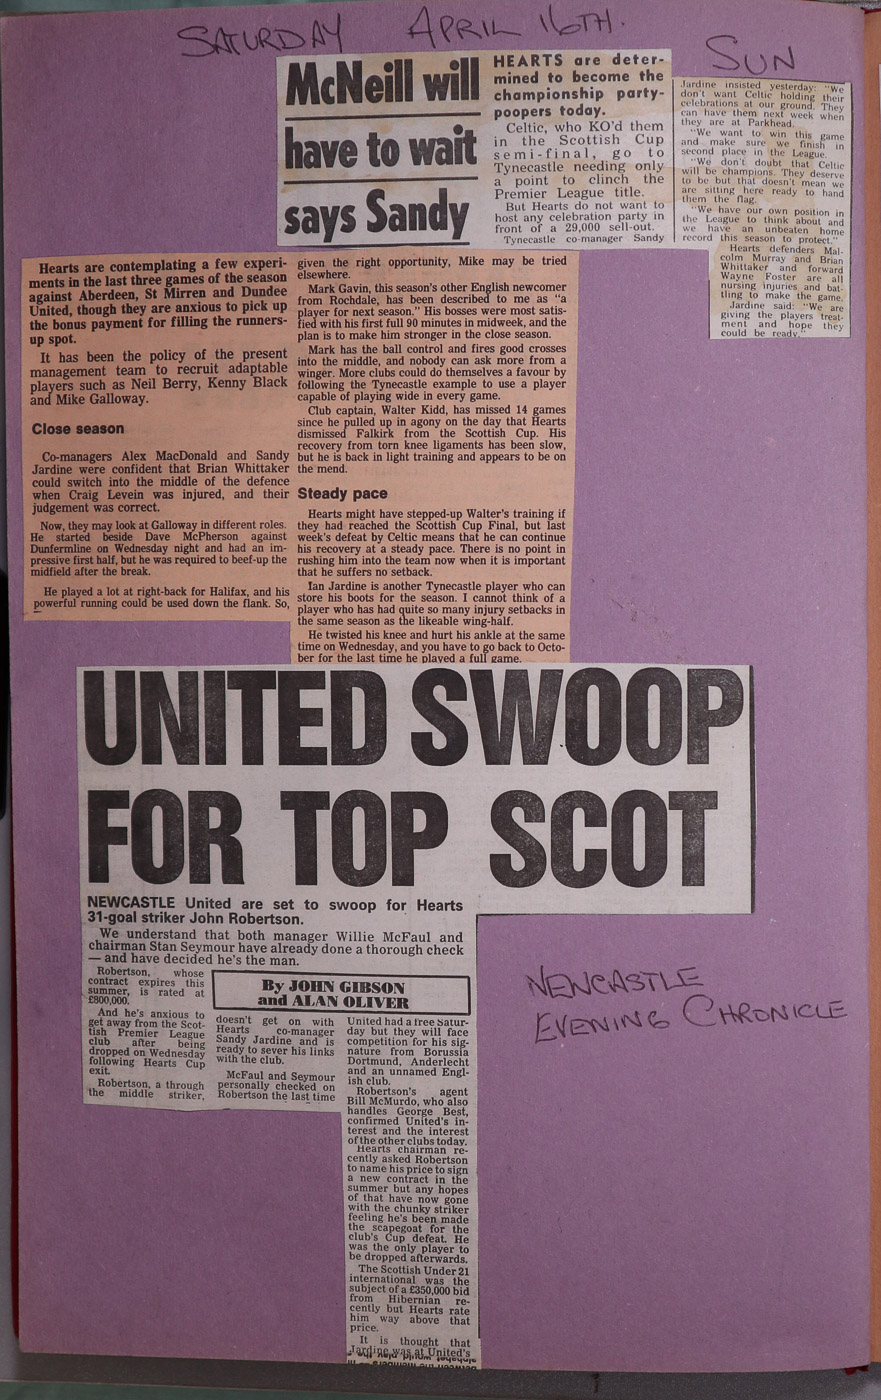 SATURDAY APRIL 16TH.
SUN
McNeill will
have to wait
says Sandy
HEARTS are deter-
mined to become the
championship party-
poopers today.
Celtic, who KO'd them
in the Scottish Cup
semi-final, go to
Tynecastle needing only
a point to clinch the
Premier League title.
But Hearts do not want to
host any celebration party in
front of a 29,000 sell-out.
Tynecastle co-manager Sandy
Jardine insisted yesterday: "We
don't want Celtic holding their
celebrations at our ground. They
can have them next week when
they are at Parkhead.
"We want to win this game
and make sure we finish in
second place in the League.
"We don't doubt that Celtic
will be champions. They deserve
to be but that doesn't mean we
are sitting here ready to hand
them the flag.
"We have our own position in
the League to think about and
we have an unbeaten home
record this season to protect."
Hearts defenders Mal-
colm Murray and Brian
Whittaker and forward
Wayne Foster are all
nursing injuries and bat-
tling to make the game.
Jardine said: "We are
giving the players treat-
ment and hope they
could be ready."
Hearts are contemplating a few experi-
ments in the last three games of the season
against Aberdeen, St Mirren and Dundee
United, though they are anxious to pick up
the bonus payment for filling the runners-
up spot.
It has been the policy of the present
management team to recruit adaptable
players such as Neil Berry, Kenny Black
and Mike Galloway.
Close season
Co-managers Alex MacDonald and Sandy
Jardine were confident that Brian Whittaker
could switch into the middle of the defence
when Craig Levein was injured, and their
judgement was correct.
Now, they may look at Galloway in different roles.
He started beside Dave McPherson against
Dunfermline on Wednesday night and had an im-
pressive first half, but he was required to beef-up the
midfield after the break.
He played a lot at right-back for Halifax, and his
powerful running could be used down the flank. So,
given the right opportunity, Mike may be tried
elsewhere.
Mark Gavin, this season's other English newcomer
from Rochdale, has been described to me as "a
player for next season." His bosses were most satis-
fied with his first full 90 minutes in midweek, and the
plan is to make him stronger in the close season.
Mark has the ball control and fires good crosses
into the middle, and nobody can ask more from a
winger. More clubs could do themselves a favour by
following the Tynecastle example to use a player
capable of playing wide in every game.
Club captain, Walter Kidd, has missed 14 games
since he pulled up in agony on the day that Hearts
dismissed Falkirk from the Scottish Cup. His
recovery from torn knee ligaments has been slow,
but he is back in light training and appears to be on
the mend.
Steady pace
Hearts might have stepped-up Walter's training if
they had reached the Scottish Cup Final, but last
week's defeat by Celtic means that he can continue
his recovery at a steady pace. There is no point in
rushing him into the team now when it is important
that he suffers no setback.
Ian Jardine is another Tynecastle player who can
store his boots for the season. I cannot think of a
player who has had quite so many injury setbacks in
the same season as the likeable wing-half.
He twisted his knee and hurt his ankle at the same
time on Wednesday, and you have to go back to Octo-
ber for the last time he played a full game.
UNITED SWOOP
FOR TOP SCOT
NEWCASTLE United are set to swoop for Hearts
31-goal striker John Robertson.
We understand that both manager Willie McFaul and
chairman Stan Seymour have already done a thorough check
— and have decided he's the man.
By JOHN GIBSON
and ALAN OLIVER
Robertson, whose
contract expires this
summer, is rated at
£800,000.
And he's anxious to
get away from the Scot-
tish Premier League
club after being
dropped on Wednesday
following Hearts Cup
exit.
Robertson, a through
the middle striker,
doesn't get on with
Hearts co-manager
Sandy Jardine and is
ready to sever his links
with the club.
McFaul and Seymour
personally checked on
Robertson the last time
United had a free Satur-
day but they will face
competition for his sig-
nature from Borussia
Dortmund, Anderlecht
and an unnamed Engl-
ish club.
Robertson's agent
Bill McMurdo, who also
handles George Best,
confirmed United's in-
terest and the interest
of the other clubs today.
Hearts chairman re-
cently asked Robertson
to name his price to sign
a new contract in the
summer but any hopes
of that have now gone
with the chunky striker
feeling he's been made
the scapegoat for the
club's Cup defeat. He
was the only player to
be dropped afterwards.
The Scottish Under 21
international was the
subject of a £350,000 bid
from Hibernian re-
cently but Hearts rate
him way above that
price.
It is thought that
Jardine was at United's
NEWCASTLE
EVENING CHRONICLE